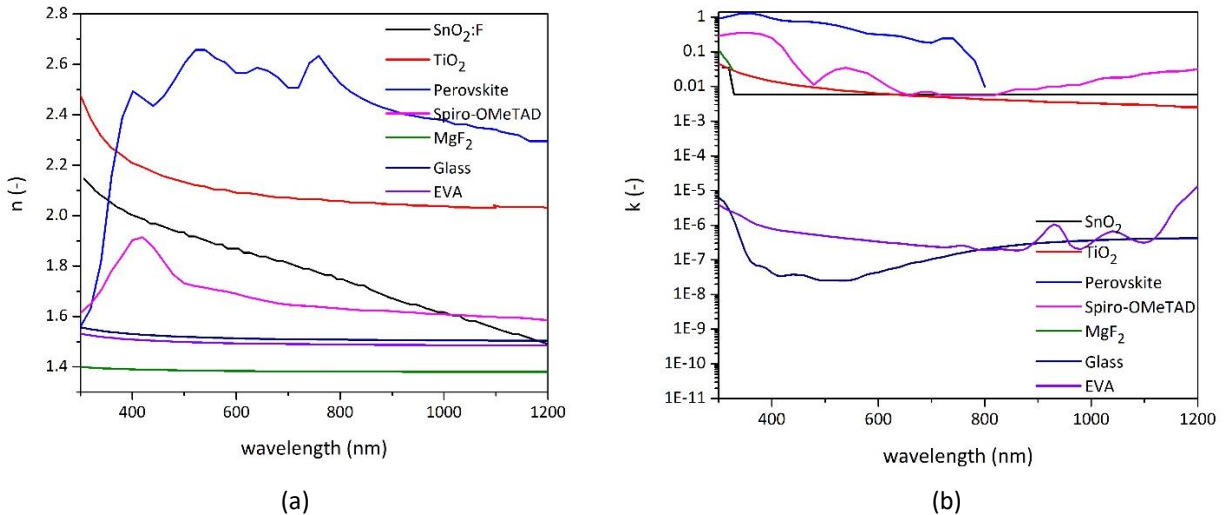 2.8
2.6
2.4
2.2
2.0
1.8
1.6
1.4
n (-)
400
600
800
1000
1200
wavelength (nm)
SnO₂:F
TiO₂
Perovskite
Spiro-OMeTAD
MgF₂
Glass
EVA
(a)
1
0.1
0.01
1E-3
1E-4
1E-5
1E-6
1E-7
1E-8
1E-9
1E-10
1E-11
k (-)
400
600
800
1000
1200
wavelength (nm)
SnO₂
TiO₂
Perovskite
Spiro-OMeTAD
MgF₂
Glass
EVA
(b)